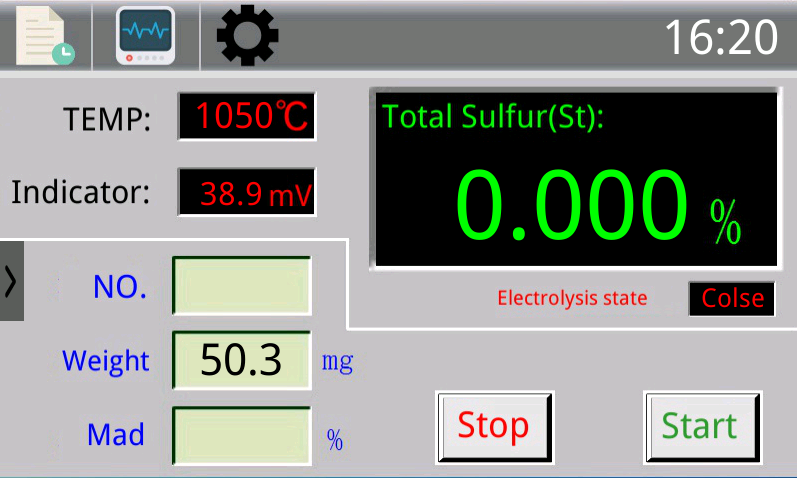 16:20
TEMP: 1050℃
Indicator: 38.9 mV
Total Sulfur(St):
0.000 %
Electrolysis state Colse
NO.
Weight 50.3 mg
Mad %
Stop Start